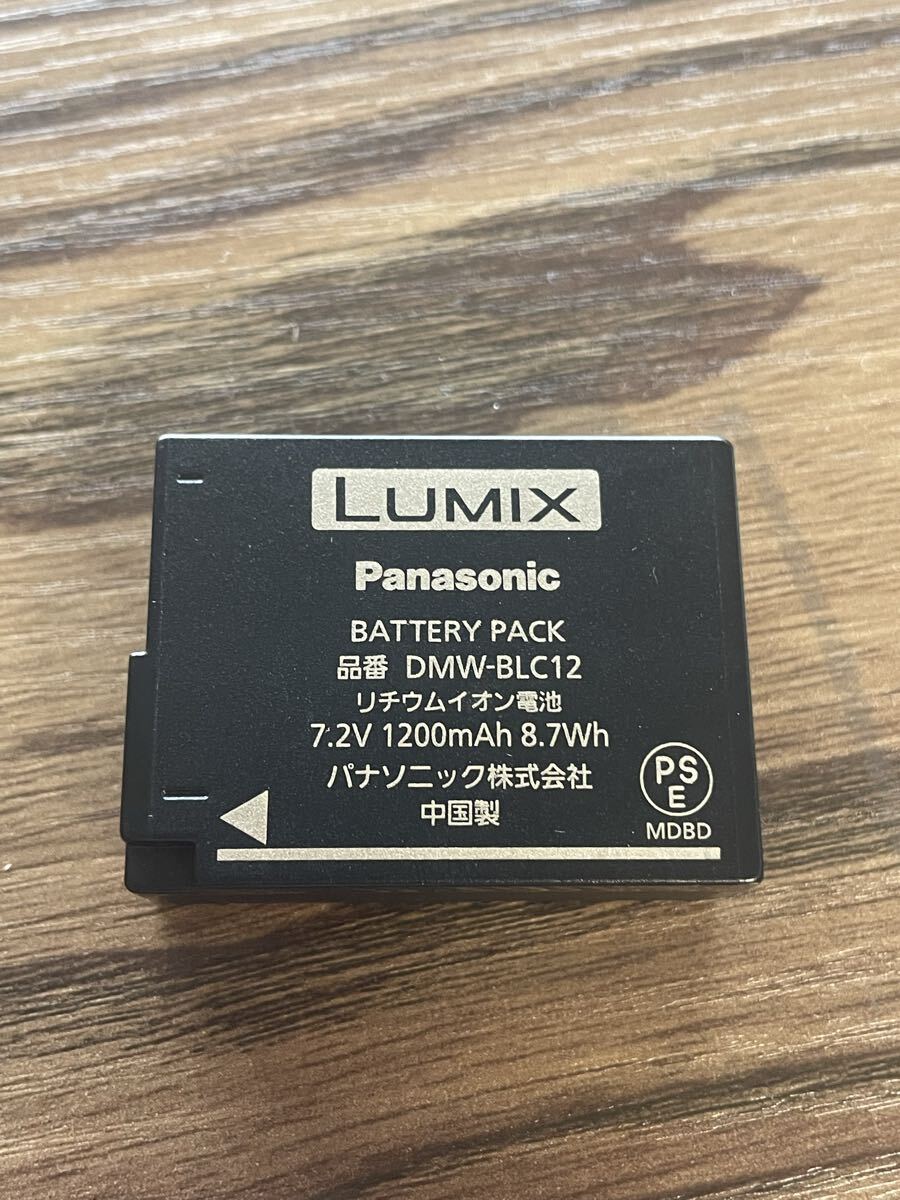 LUMIX
Panasonic
BATTERY PACK
品番 DMW-BLC12
リチウムイオン電池
7.2V 1200mAh 8.7Wh
パナソニック株式会社
中国製
PS
E
MDBD